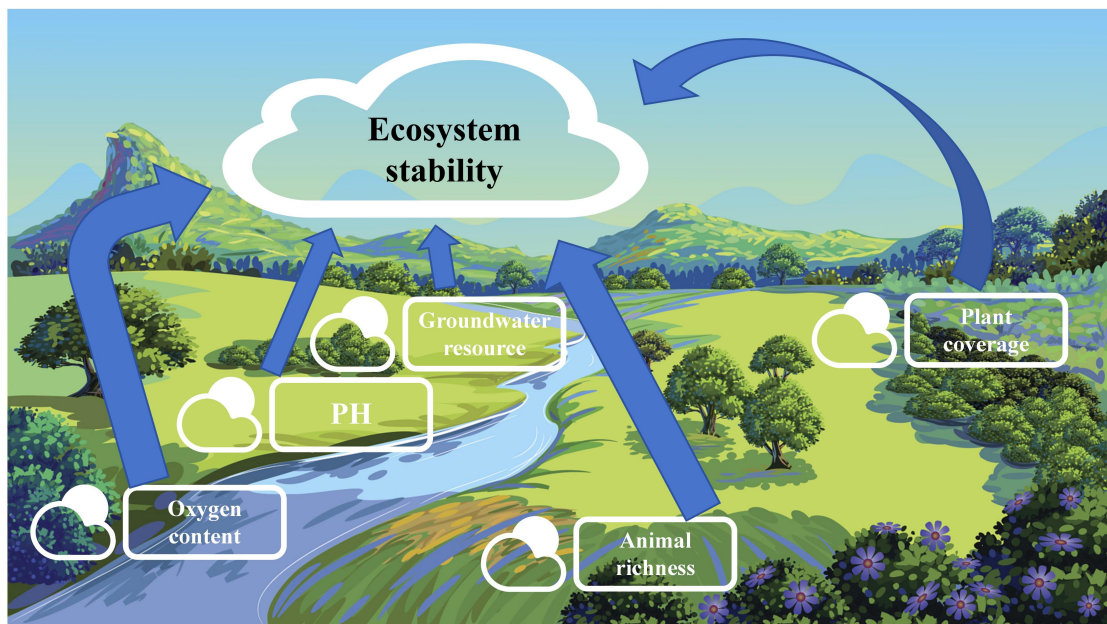 Ecosystem
stability
Groundwater
resource
Plant
coverage
PH
Oxygen
content
Animal
richness